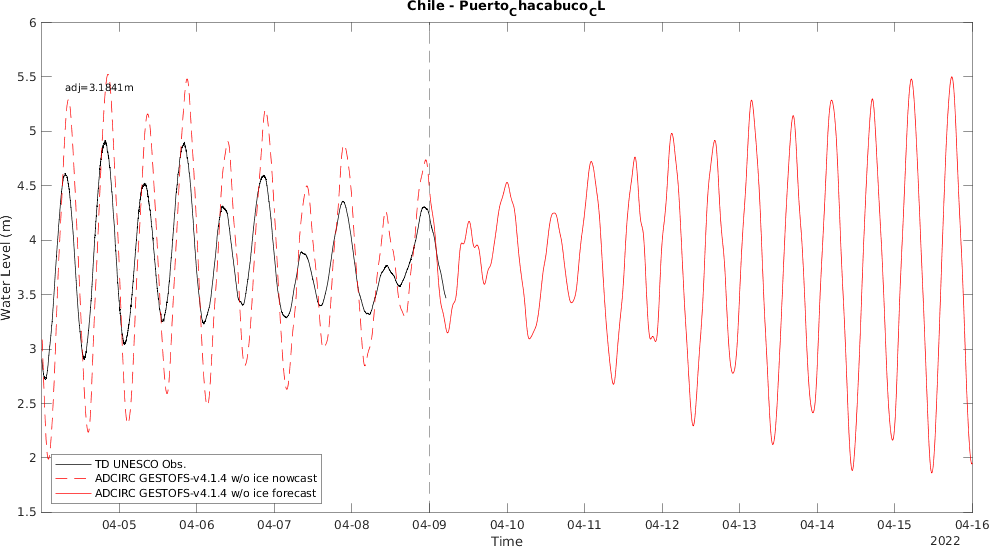 Chile - Puerto_Chacabuco_CL
6
5.5
adj=3.1841m
5
4.5
4
Water Level (m)
3.5
3
2.5
2
1.5
TD UNESCO Obs.
ADCIRC GESTOFS-v4.1.4 w/o ice nowcast
ADCIRC GESTOFS-v4.1.4 w/o ice forecast
04-05 04-06 04-07 04-08 04-09 04-10 04-11 04-12 04-13 04-14 04-15 04-16
Time
2022